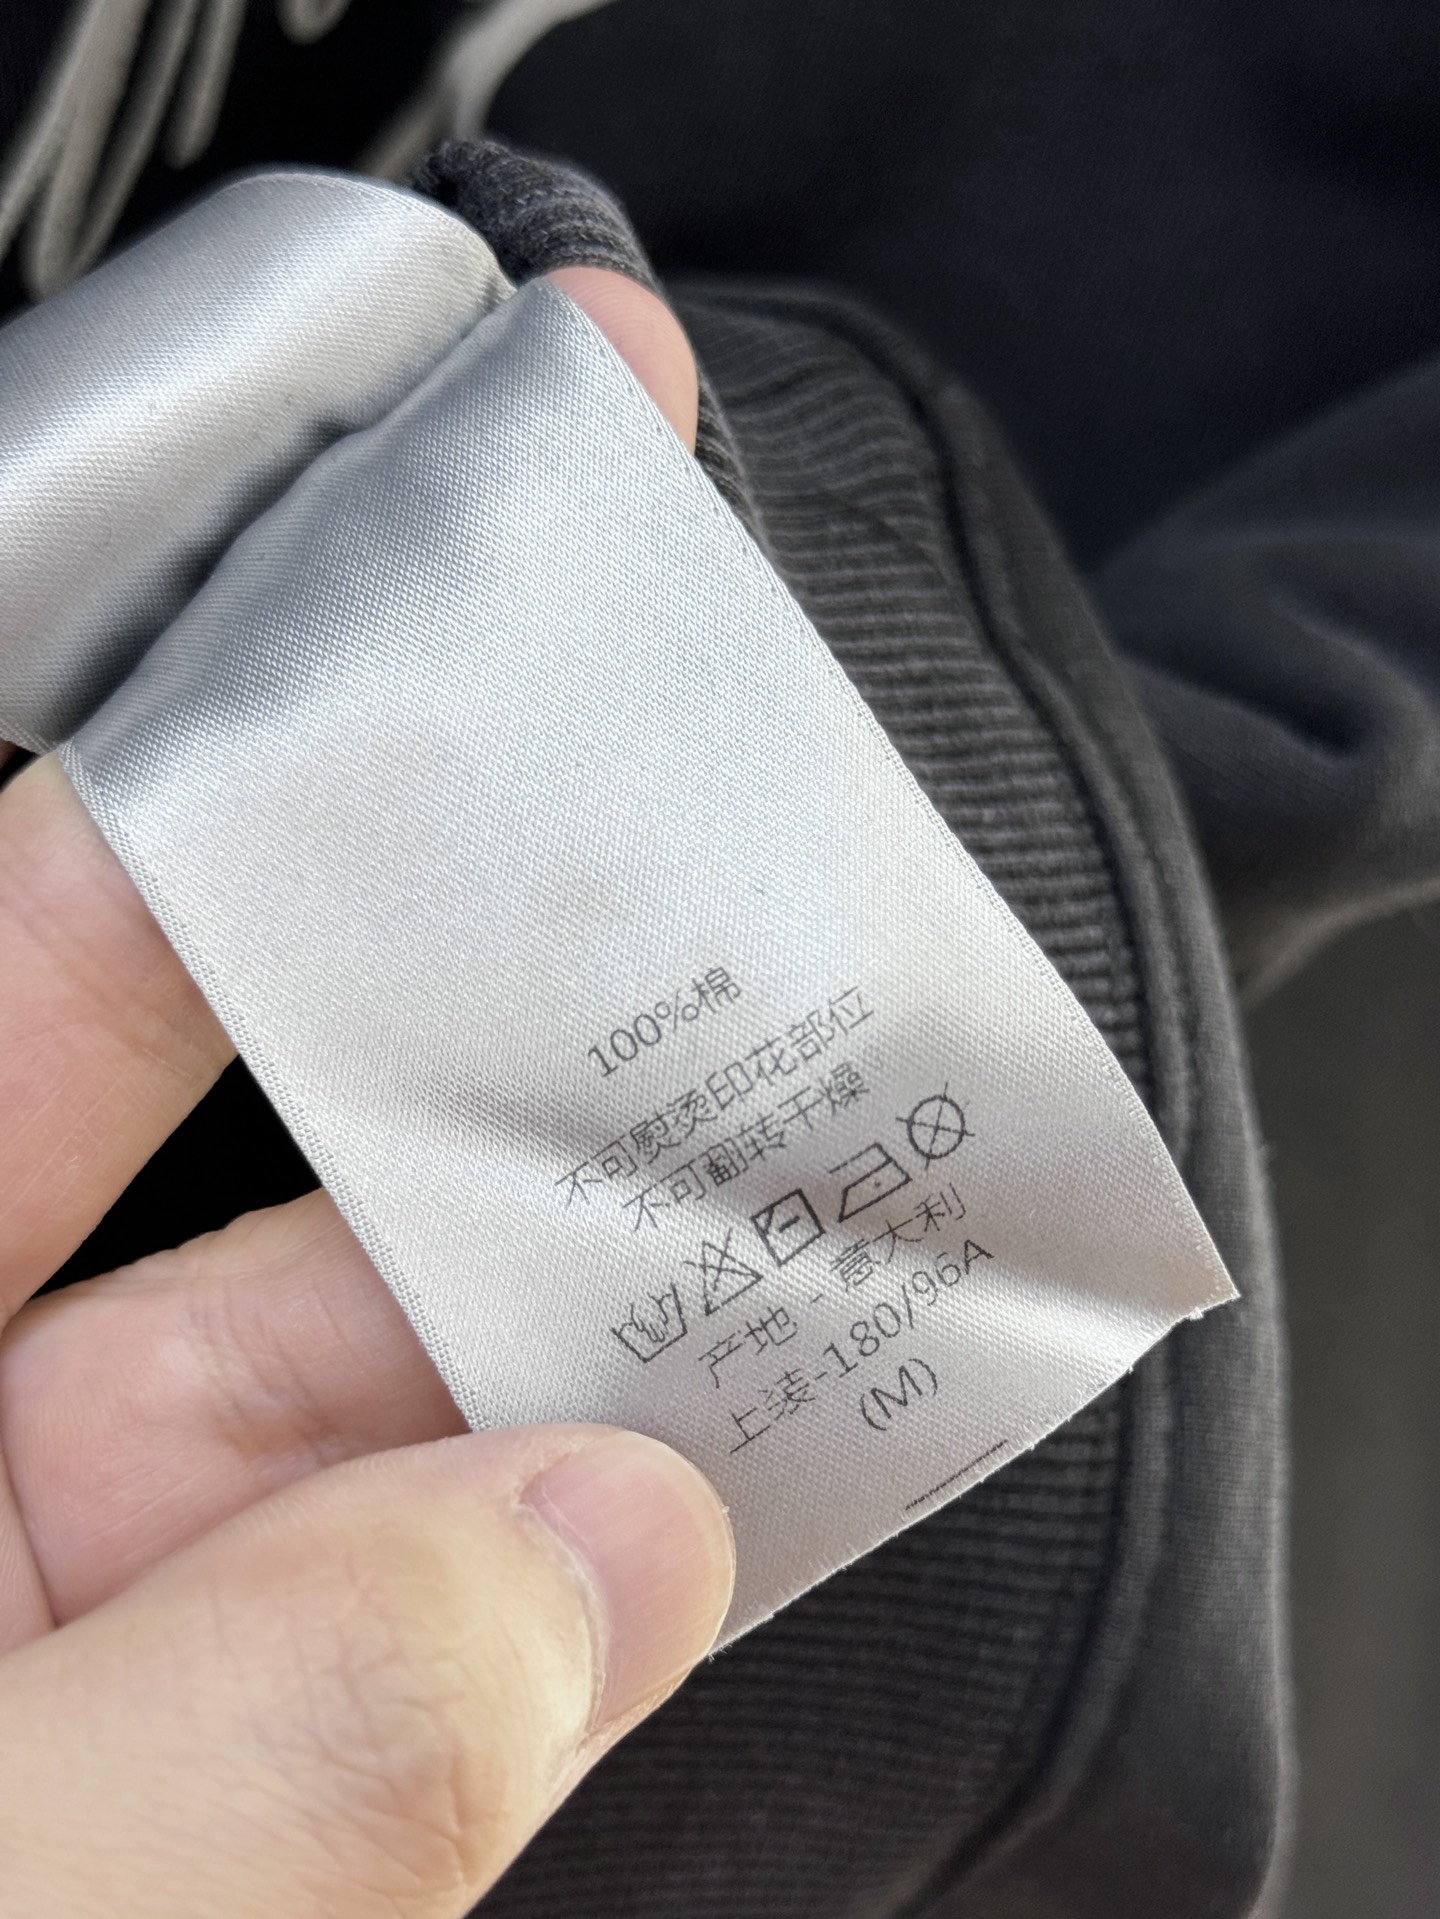 100%棉
不可熨烫印花部位
不可翻转干燥
产地 - 意大利
上装-180/96A
(M)